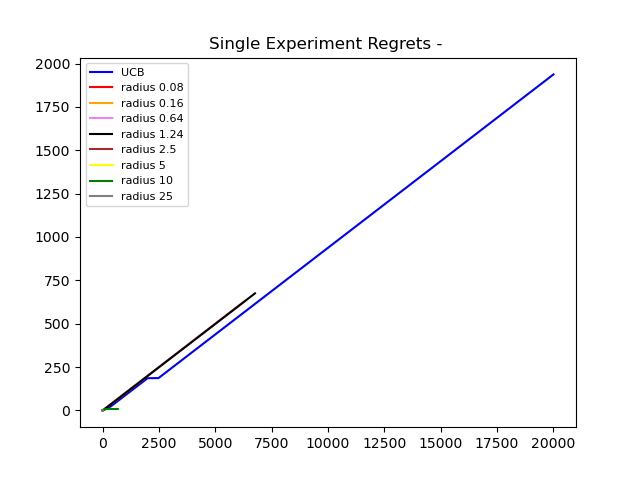 Single Experiment Regrets -
2000
1750
1500
1250
1000
750
500
250
0
UCB
radius 0.08
radius 0.16
radius 0.64
radius 1.24
radius 2.5
radius 5
radius 10
radius 25
0 2500 5000 7500 10000 12500 15000 17500 20000